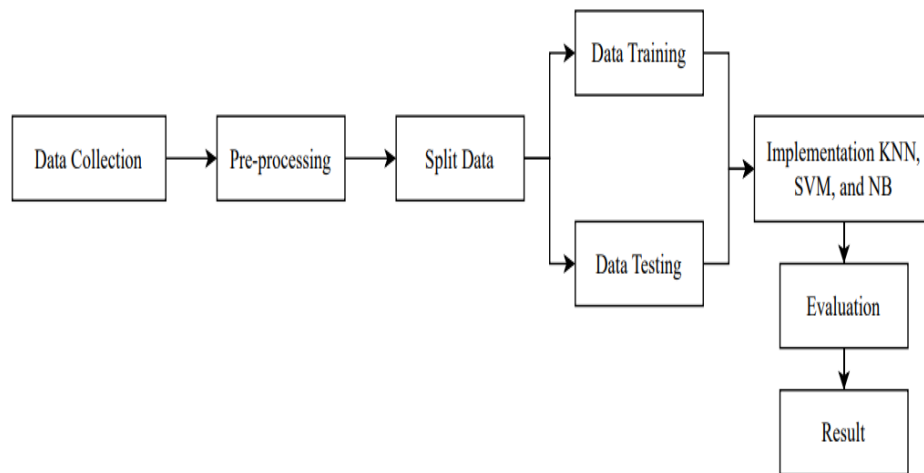 Data Collection
Pre-processing
Split Data
Data Training
Data Testing
Implementation KNN,
SVM, and NB
Evaluation
Result